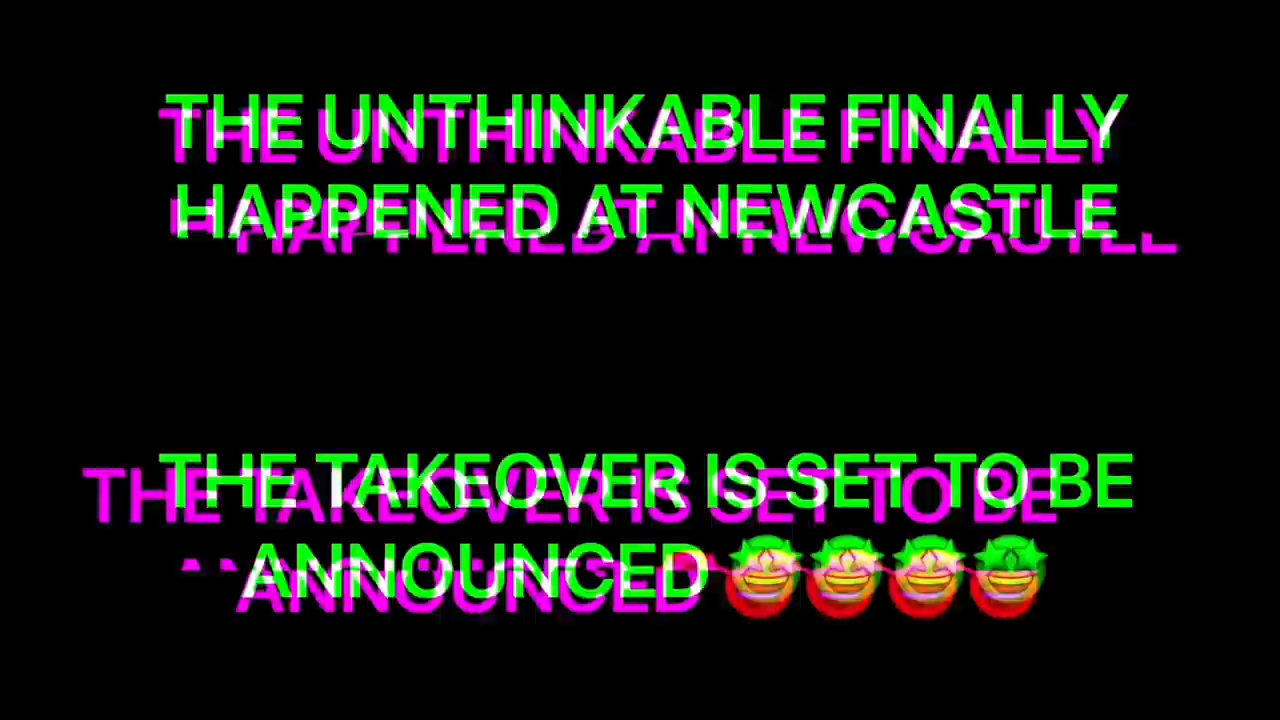 THE UNTHINKABLE FINALLY
HAPPENED AT NEWCASTLE
THE TAKEOVER IS SET TO BE
ANNOUNCED 🤩🤩🤩🤩